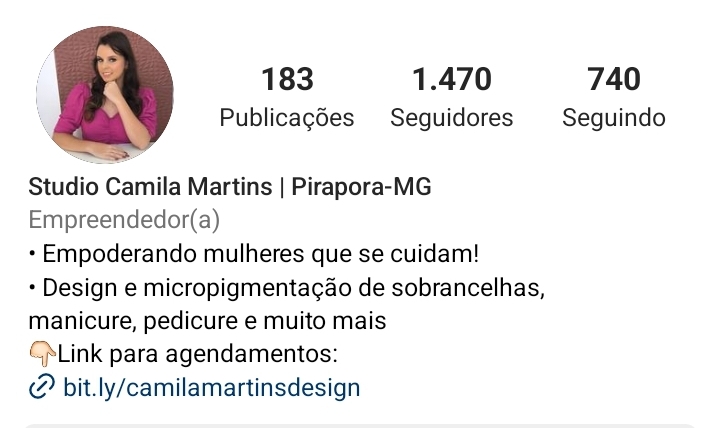 183 1.470 740
Publicações Seguidores Seguindo
Studio Camila Martins | Pirapora-MG
Empreendedor(a)
• Empoderando mulheres que se cuidam!
• Design e micropigmentação de sobrancelhas,
manicure, pedicure e muito mais
👇🏻Link para agendamentos:
bit.ly/camilamartinsdesign